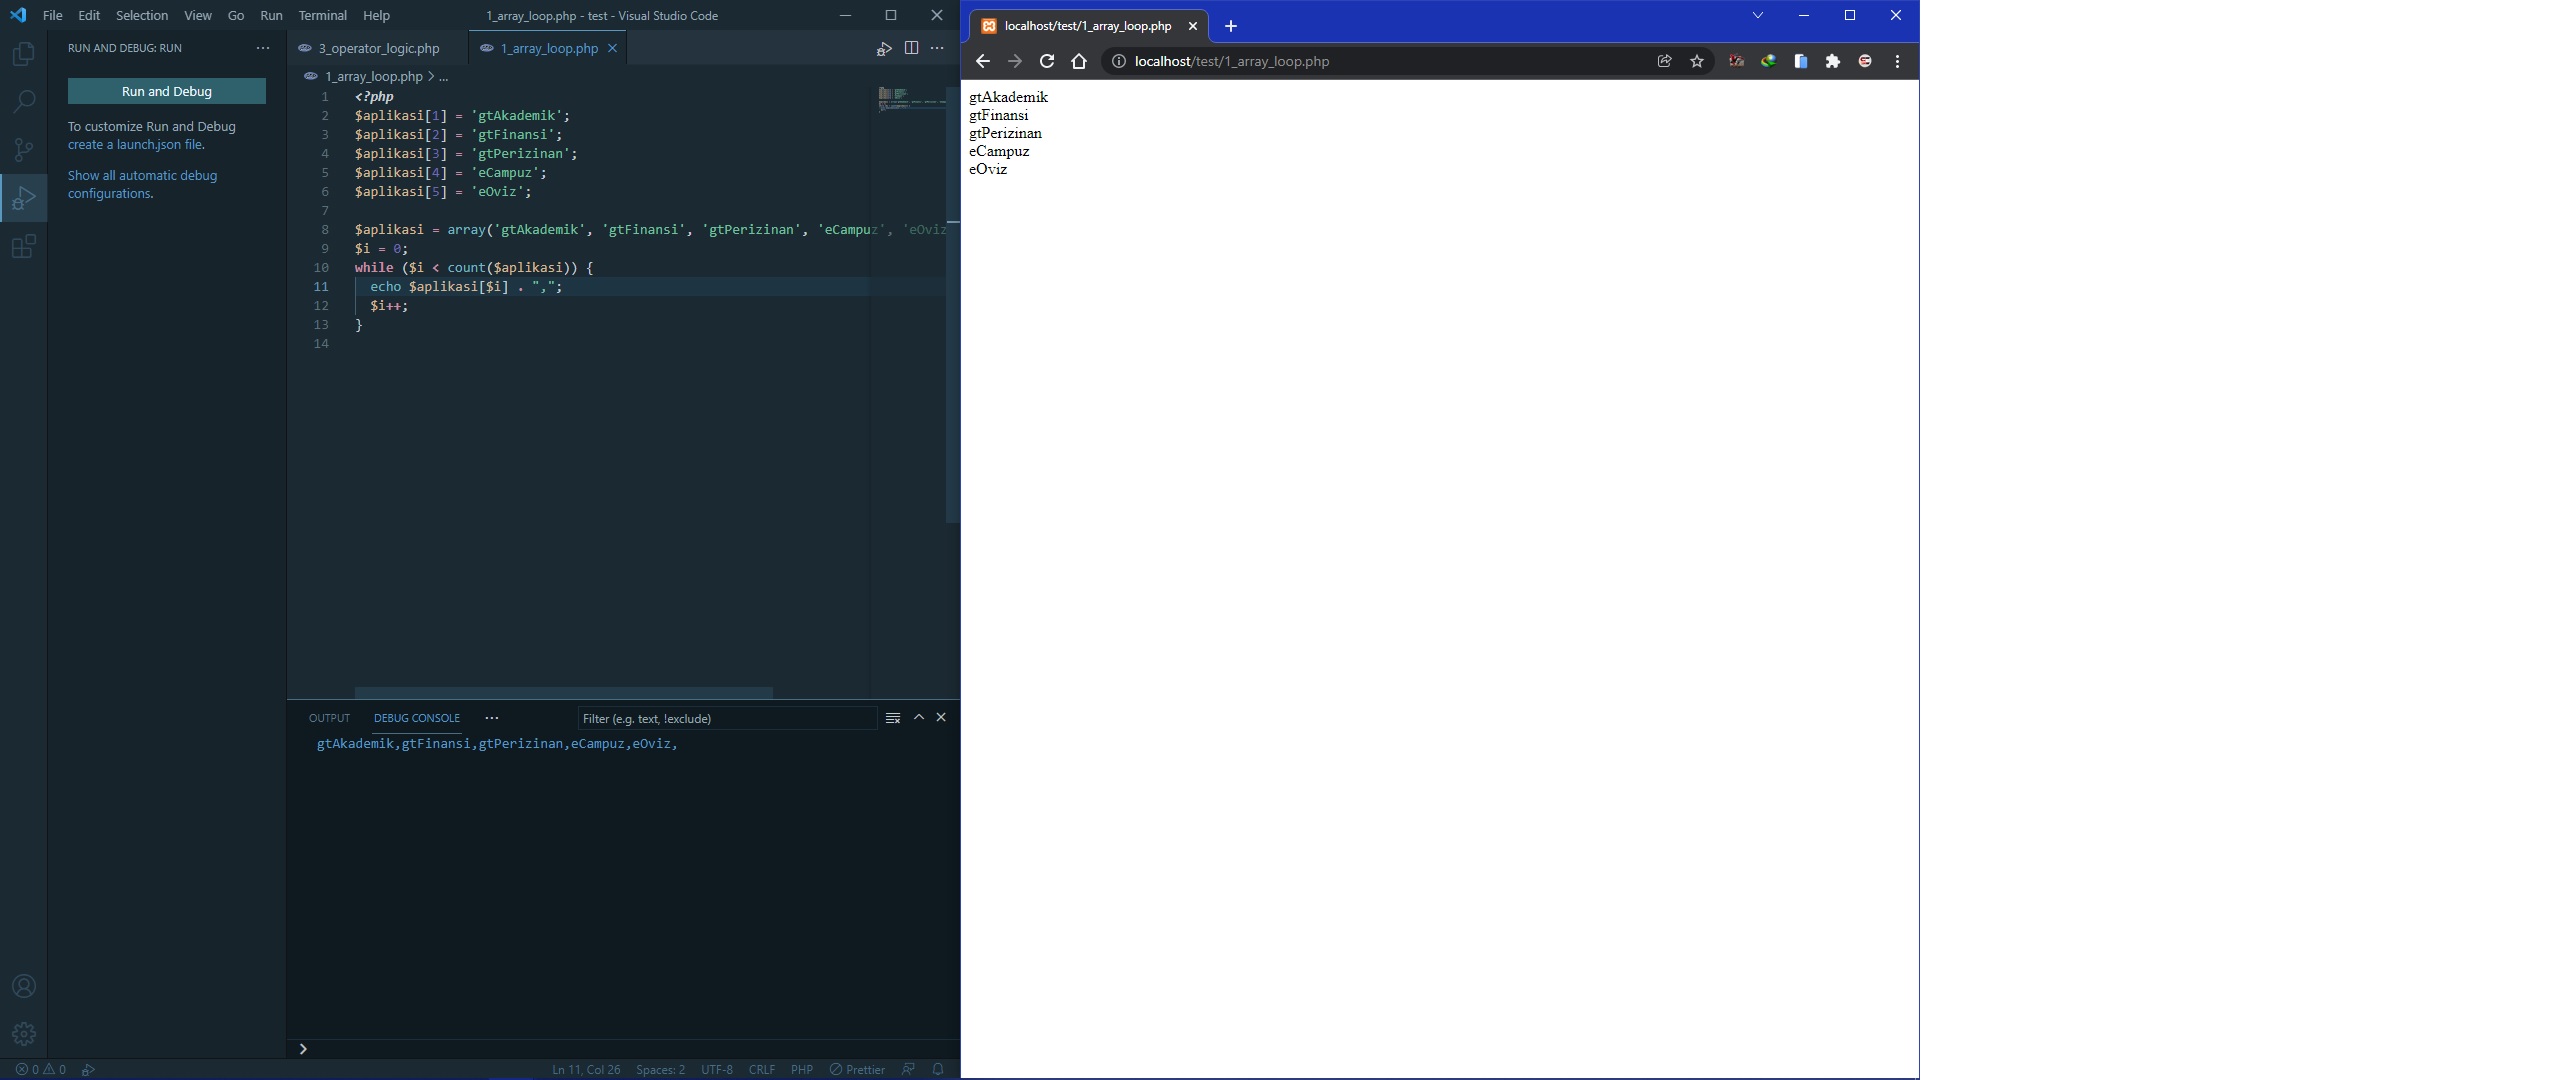 File Edit Selection View Go Run Terminal Help
1_array_loop.php - test - Visual Studio Code
RUN AND DEBUG: RUN
Run and Debug
To customize Run and Debug
create a launch.json file.
Show all automatic debug
configurations.
3_operator_logic.php
1_array_loop.php
1_array_loop.php > ...
1 <?php
2 $aplikasi[1] = 'gtAkademik';
3 $aplikasi[2] = 'gtFinansi';
4 $aplikasi[3] = 'gtPerizinan';
5 $aplikasi[4] = 'eCampuz';
6 $aplikasi[5] = 'eOviz';
7
8 $aplikasi = array('gtAkademik', 'gtFinansi', 'gtPerizinan', 'eCampuz', 'eOviz
9 $i = 0;
10 while ($i < count($aplikasi)) {
11 echo $aplikasi[$i] . ",";
12 $i++;
13 }
14
OUTPUT DEBUG CONSOLE ...
Filter (e.g. text, !exclude)
gtAkademik,gtFinansi,gtPerizinan,eCampuz,eOviz,
0 0
Ln 11, Col 26 Spaces: 2 UTF-8 CRLF PHP Prettier
localhost/test/1_array_loop.php
localhost/test/1_array_loop.php
gtAkademik
gtFinansi
gtPerizinan
eCampuz
eOviz